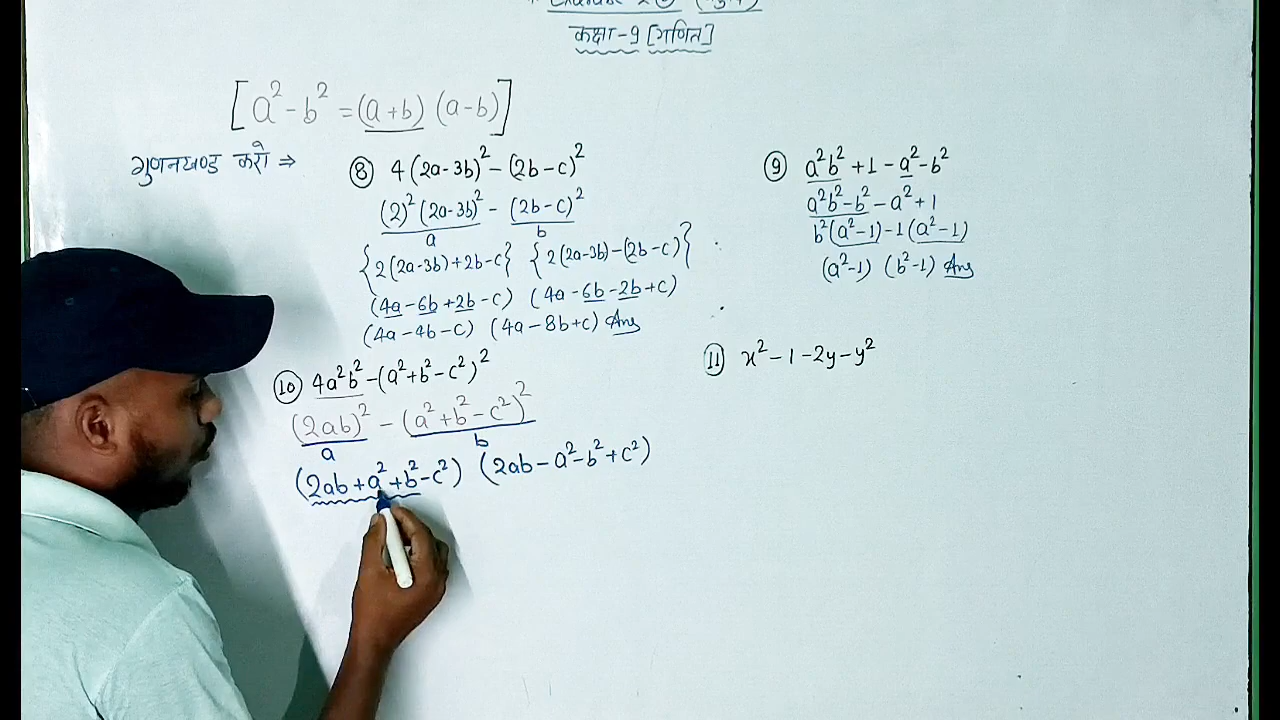 कक्षा-9 [गणित]
[a²-b² = (a+b) (a-b)]
गुणनखण्ड करो ⇒
⑧ 4(2a-3b)² - (2b-c)²
(2)² (2a-3b)² - (2b-c)²
a b
{2(2a-3b)+2b-c} {2(2a-3b)-(2b-c)}
(4a-6b+2b-c) (4a-6b-2b+c)
(4a-4b-c) (4a-8b+c) Ans
⑨ a²b²+1-a²-b²
a²b²-b²-a²+1
b²(a²-1)-1(a²-1)
(a²-1) (b²-1) Ans
⑩ 4a²b²-(a²+b²-c²)²
(2ab)² - (a²+b²-c²)²
a b
(2ab+a²+b²-c²) (2ab-a²-b²+c²)
⑪ x²-1-2y-y²